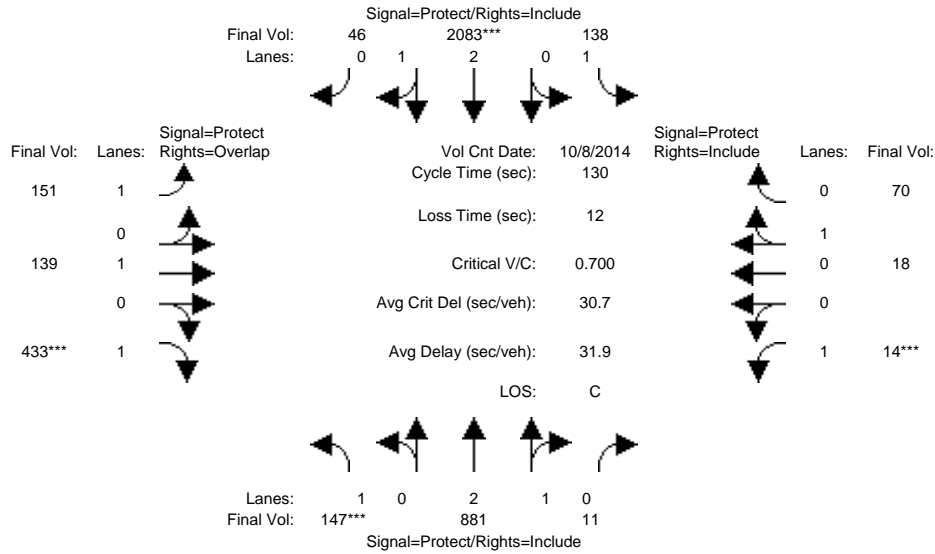 Signal=Protect/Rights=Include
Final Vol: 46 2083*** 138
Lanes: 0 1 2 0 1
Signal=Protect Signal=Protect
Final Vol: Lanes: Rights=Overlap Vol Cnt Date: 10/8/2014 Rights=Include Lanes: Final Vol:
Cycle Time (sec): 130
151 1 0 70
Loss Time (sec): 12
0 1
139 1 Critical V/C: 0.700 0 18
0 Avg Crit Del (sec/veh): 30.7 0
433*** 1 Avg Delay (sec/veh): 31.9 1 14***
LOS: C
Lanes: 1 0 2 1 0
Final Vol: 147*** 881 11
Signal=Protect/Rights=Include